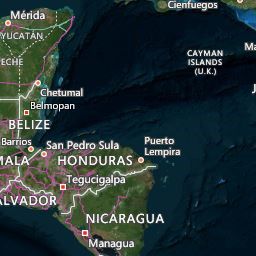 Cienfuegos
Mérida
YUCATÁN
Ma
CAYMAN
ISLANDS
(U.K.)
ECHE
Chetumal
Belmopan
BELIZE
Barrios
San Pedro Sula
Puerto
Lempira
MALA
HONDURAS
Tegucigalpa
ALVADOR
NICARAGUA
Managua